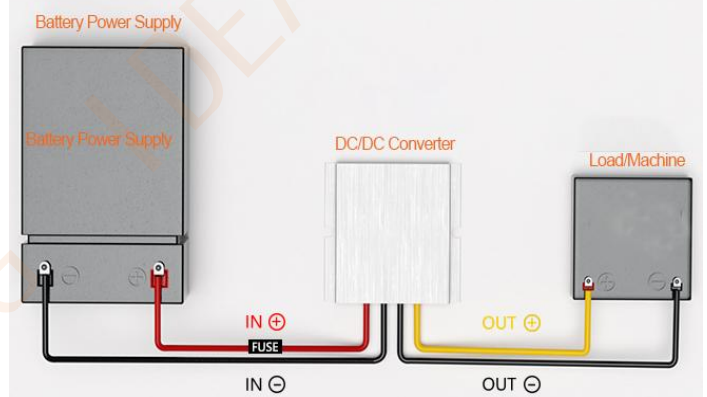 Battery Power Supply
Battery Power Supply
DC/DC Converter
Load/Machine
IN ⊕
OUT ⊕
FUSE
IN ⊖
OUT ⊖